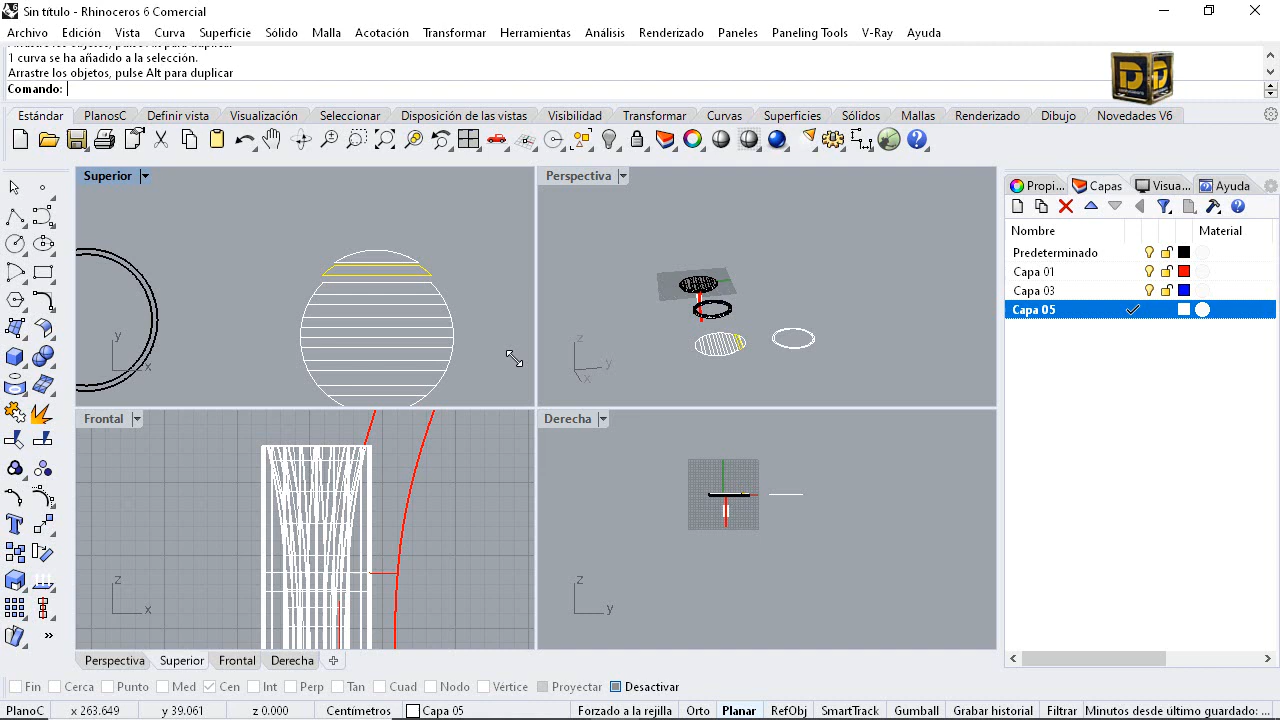 Sin título - Rhinoceros 6 Comercial
Archivo Edición Vista Curva Superficie Sólido Malla Acotación Transformar Herramientas Análisis Renderizado Paneles Paneling Tools V-Ray Ayuda
1 curva se ha añadido a la selección.
Arrastre los objetos, pulse Alt para duplicar
Comando:
Estándar PlanosC Definir vista Visualización Seleccionar de las vistas Visibilidad Transformar Curvas Superficies Sólidos Mallas Renderizado Dibujo Novedades V6
Superior
Perspectiva
Propi... Capas Visua... Ayuda
Nombre Material
Predeterminado
Capa 01
Capa 03
Capa 05
y
x
z
y
x
Frontal
Derecha
z
x
z
y
Perspectiva Superior Frontal Derecha
Fin Cerca Punto Med Cen Int Perp Tan Cuad Nodo Vértice Proyectar Desactivar
PlanoC x 263.649 y 39.061 z 0.000 Centímetros Capa 05 Forzado a la rejilla Orto Planar RefObj SmartTrack Gumball Grabar historial Filtrar Minutos desde último guardado: ...